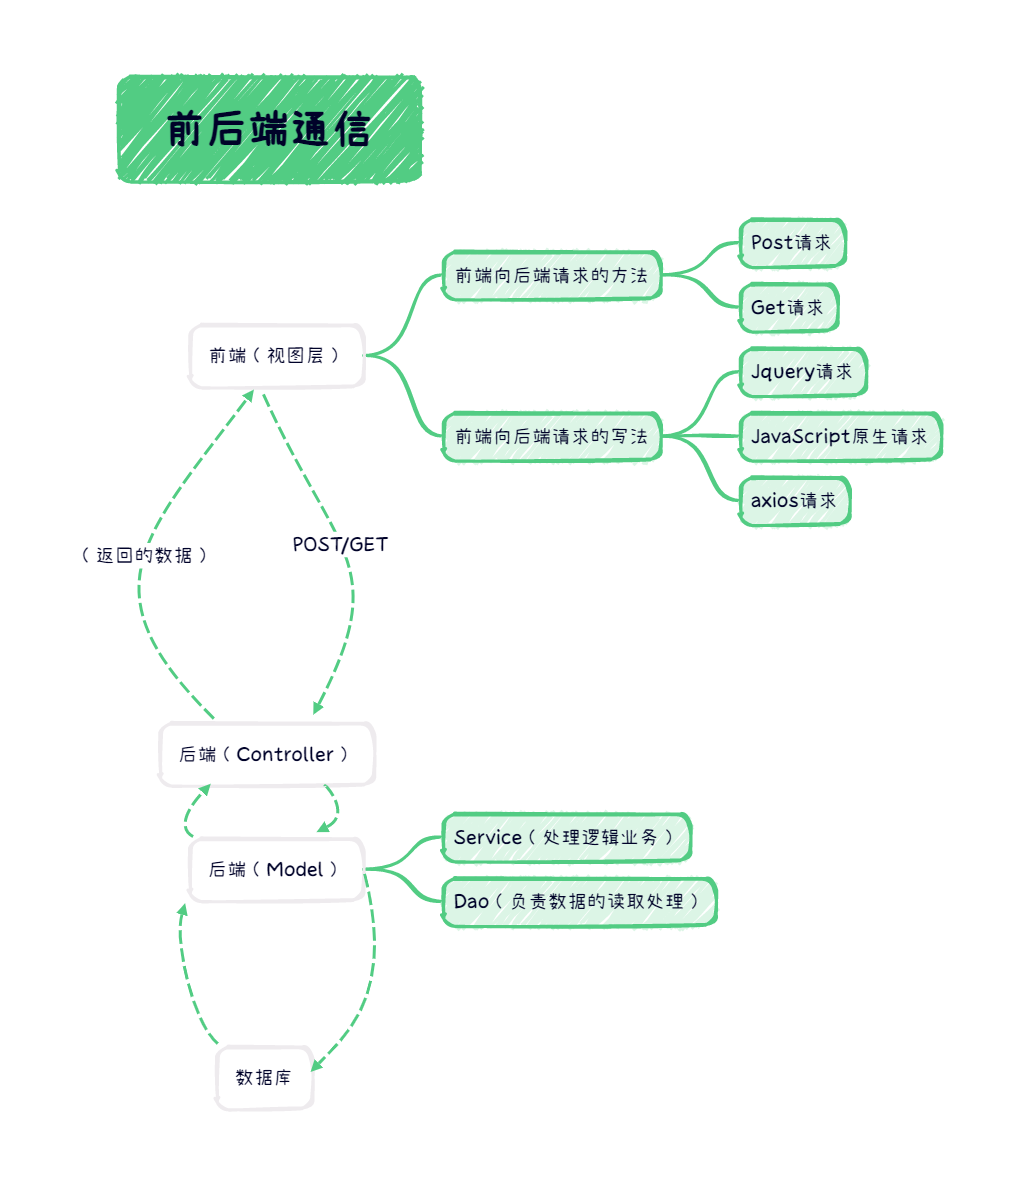 前后端通信
前端（视图层）
前端向后端请求的方法
Post请求
Get请求
前端向后端请求的写法
Jquery请求
JavaScript原生请求
axios请求
（返回的数据）
POST/GET
后端（Controller）
后端（Model）
Service（处理逻辑业务）
Dao（负责数据的读取处理）
数据库